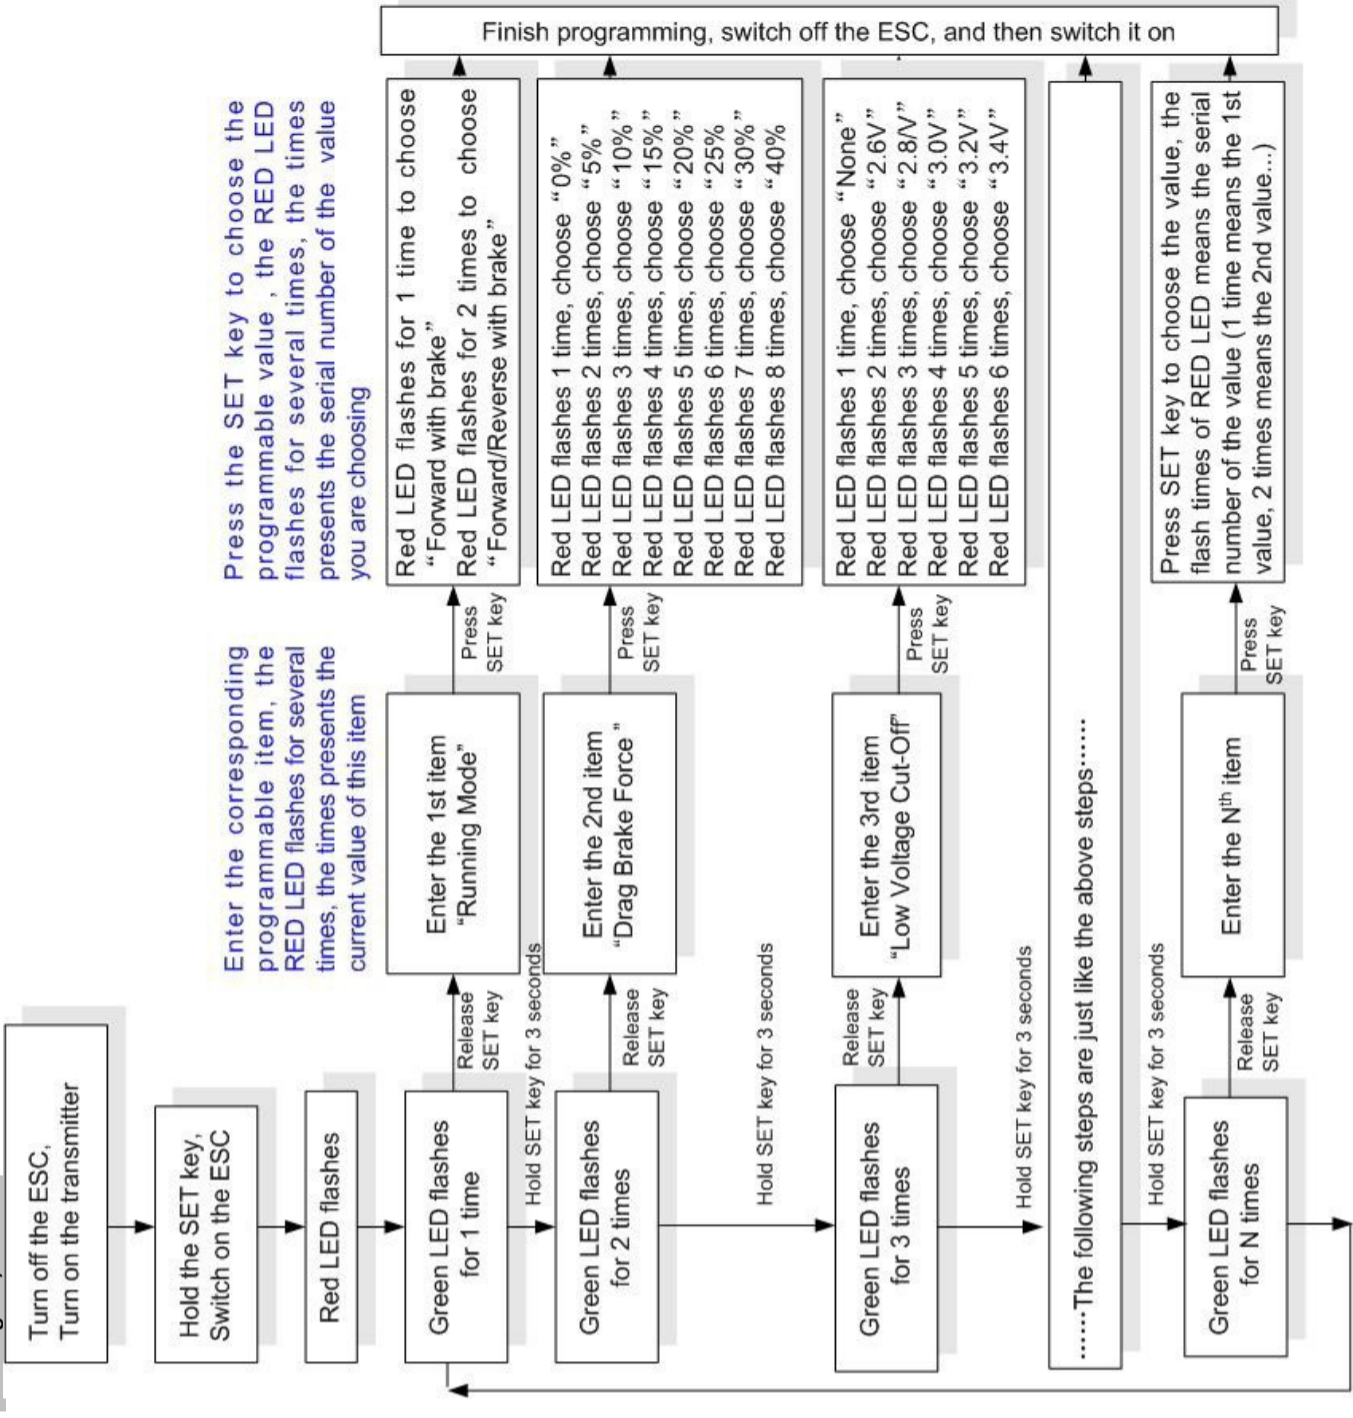 Turn off the ESC,
Turn on the transmitter
Hold the SET key,
Switch on the ESC
Red LED flashes
Enter the corresponding
programmable item, the
RED LED flashes for several
times, the times presents the
current value of this item
Press the SET key to choose the
programmable value , the RED LED
flashes for several times, the times
presents the serial number of the value
you are choosing
Green LED flashes
for 1 time
Release
SET key
Enter the 1st item
“Running Mode”
Press
SET key
Red LED flashes for 1 time to choose
“Forward with brake”
Red LED flashes for 2 times to choose
“Forward/Reverse with brake”
Hold SET key for 3 seconds
Green LED flashes
for 2 times
Release
SET key
Enter the 2nd item
“Drag Brake Force ”
Press
SET key
Red LED flashes 1 time, choose “0%”
Red LED flashes 2 times, choose “5%”
Red LED flashes 3 times, choose “10%”
Red LED flashes 4 times, choose “15%”
Red LED flashes 5 times, choose “20%”
Red LED flashes 6 times, choose “25%
Red LED flashes 7 times, choose “30%”
Red LED flashes 8 times, choose “40%
Hold SET key for 3 seconds
Green LED flashes
for 3 times
Release
SET key
Enter the 3rd item
“Low Voltage Cut-Off”
Press
SET key
Red LED flashes 1 time, choose “None”
Red LED flashes 2 times, choose “2.6V”
Red LED flashes 3 times, choose “2.8/V”
Red LED flashes 4 times, choose “3.0V”
Red LED flashes 5 times, choose “3.2V”
Red LED flashes 6 times, choose “3.4V”
Hold SET key for 3 seconds
······The following steps are just like the above steps······
Hold SET key for 3 seconds
Green LED flashes
for N times
Release
SET key
Enter the Nth item
Press
SET key
Press SET key to choose the value, the
flash times of RED LED means the serial
number of the value (1 time means the 1st
value, 2 times means the 2nd value...)
Finish programming, switch off the ESC, and then switch it on